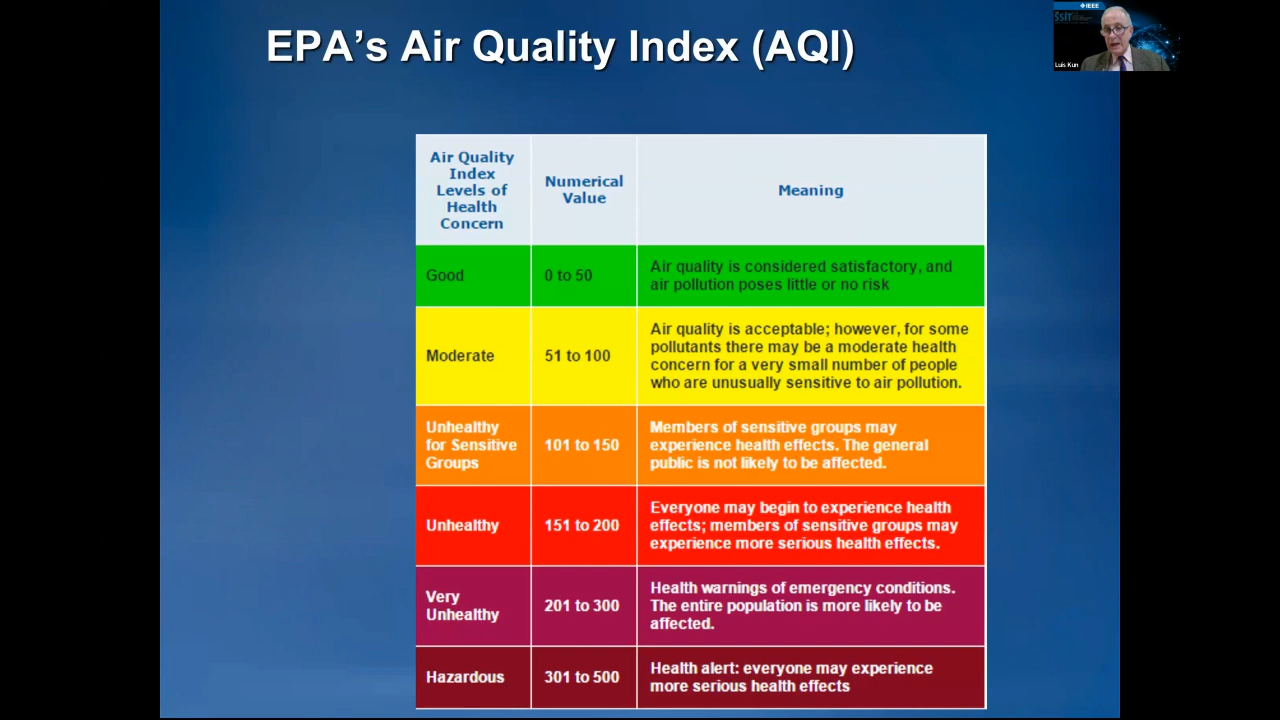 EPA’s Air Quality Index (AQI)
IEEE
SSIT
Luis Kun
Air Quality
Index
Levels of
Health
Concern
Numerical
Value
Meaning
Good
0 to 50
Air quality is considered satisfactory, and
air pollution poses little or no risk
Moderate
51 to 100
Air quality is acceptable; however, for some
pollutants there may be a moderate health
concern for a very small number of people
who are unusually sensitive to air pollution.
Unhealthy
for Sensitive
Groups
101 to 150
Members of sensitive groups may
experience health effects. The general
public is not likely to be affected.
Unhealthy
151 to 200
Everyone may begin to experience health
effects; members of sensitive groups may
experience more serious health effects.
Very
Unhealthy
201 to 300
Health warnings of emergency conditions.
The entire population is more likely to be
affected.
Hazardous
301 to 500
Health alert: everyone may experience
more serious health effects